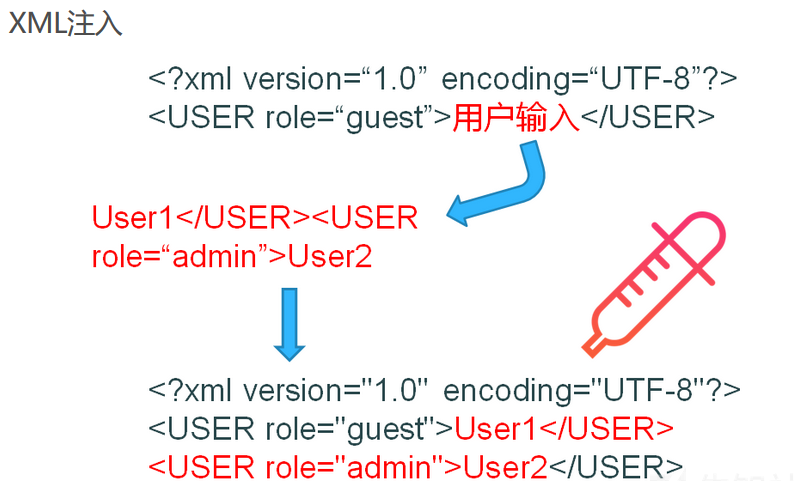 XML注入
<?xml version=“1.0” encoding=“UTF-8”?>
<USER role=“guest”>用户输入</USER>
User1</USER><USER
role=“admin”>User2
<?xml version="1.0" encoding="UTF-8"?>
<USER role="guest">User1</USER>
<USER role="admin">User2</USER>